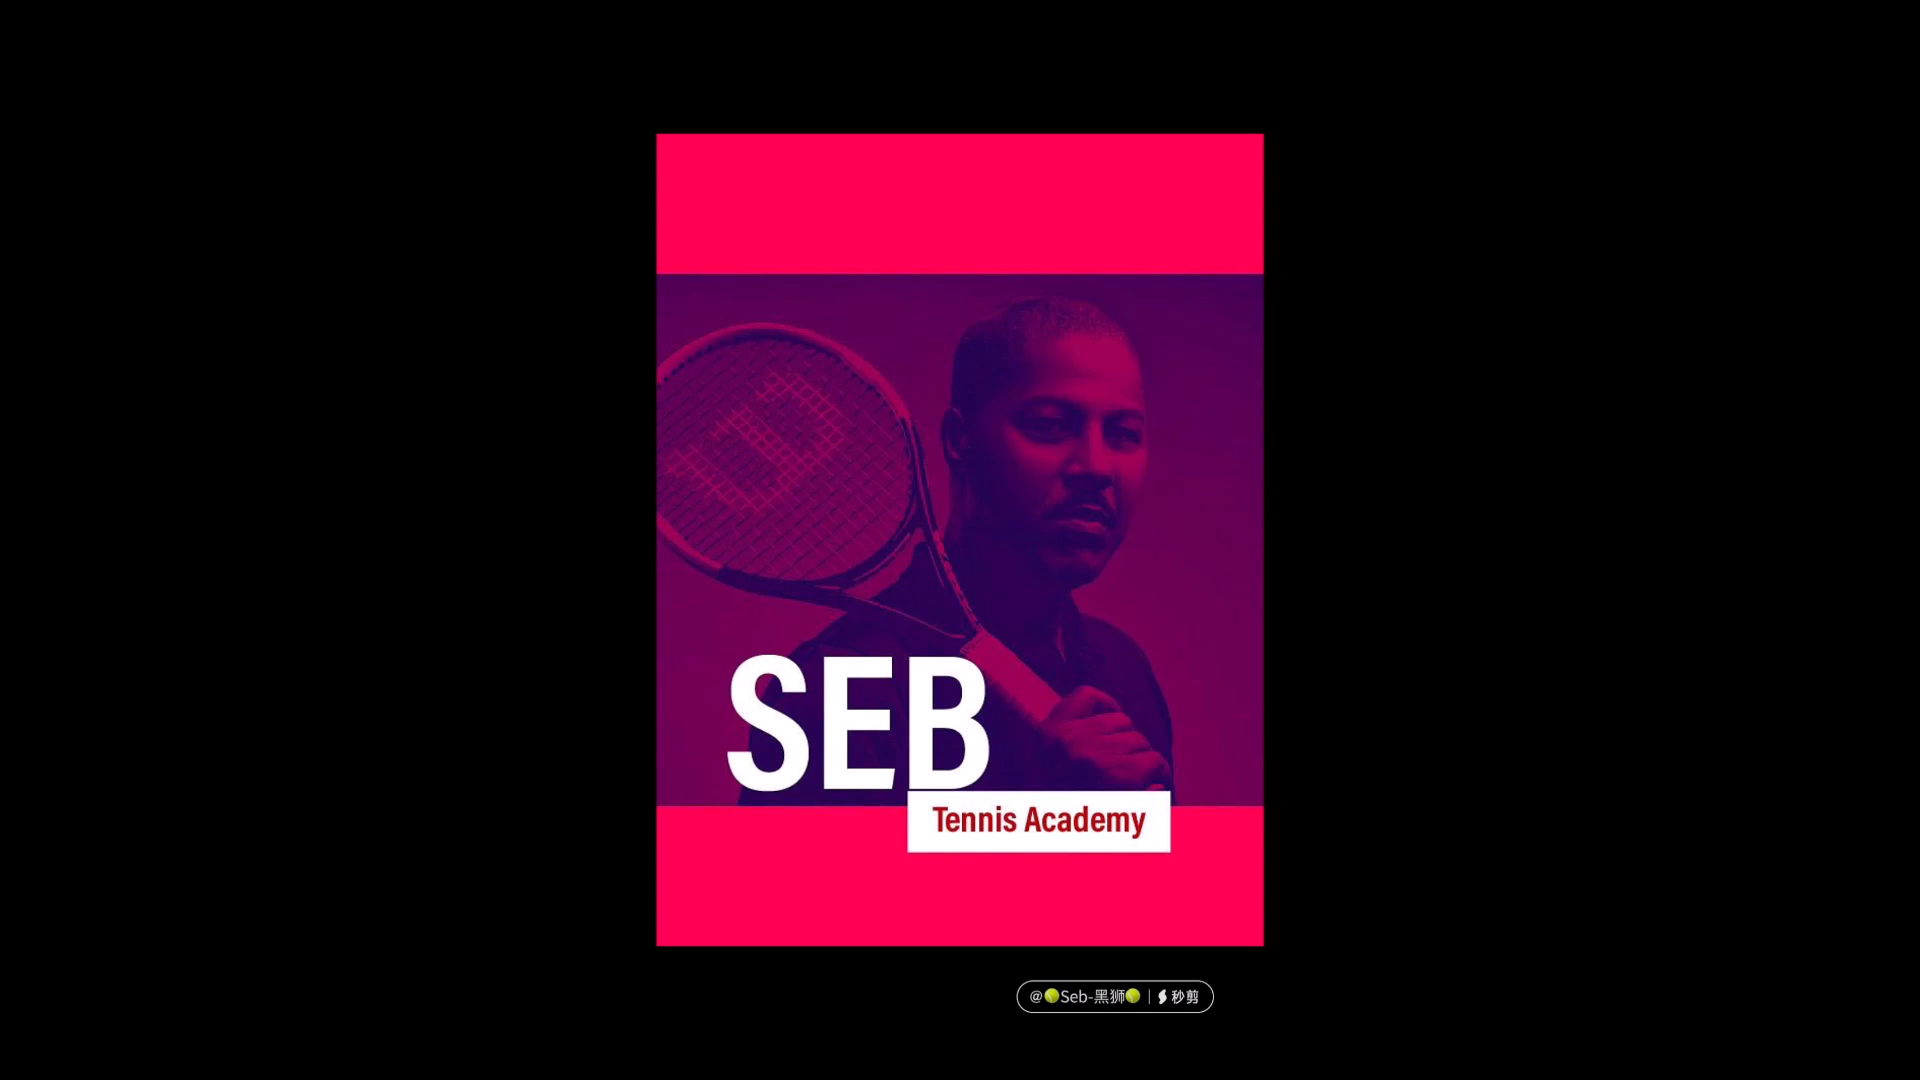 SEB
Tennis Academy
@🎾Seb-黑狮🎾 | 秒剪